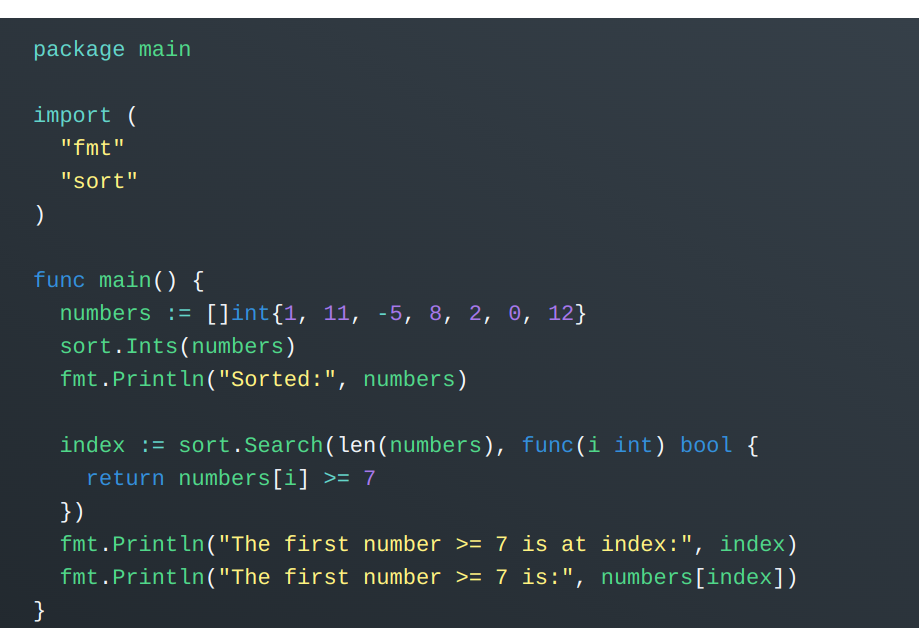 package main
import (
"fmt"
"sort"
)
func main() {
numbers := []int{1, 11, -5, 8, 2, 0, 12}
sort.Ints(numbers)
fmt.Println("Sorted:", numbers)
index := sort.Search(len(numbers), func(i int) bool {
return numbers[i] >= 7
})
fmt.Println("The first number >= 7 is at index:", index)
fmt.Println("The first number >= 7 is:", numbers[index])
}